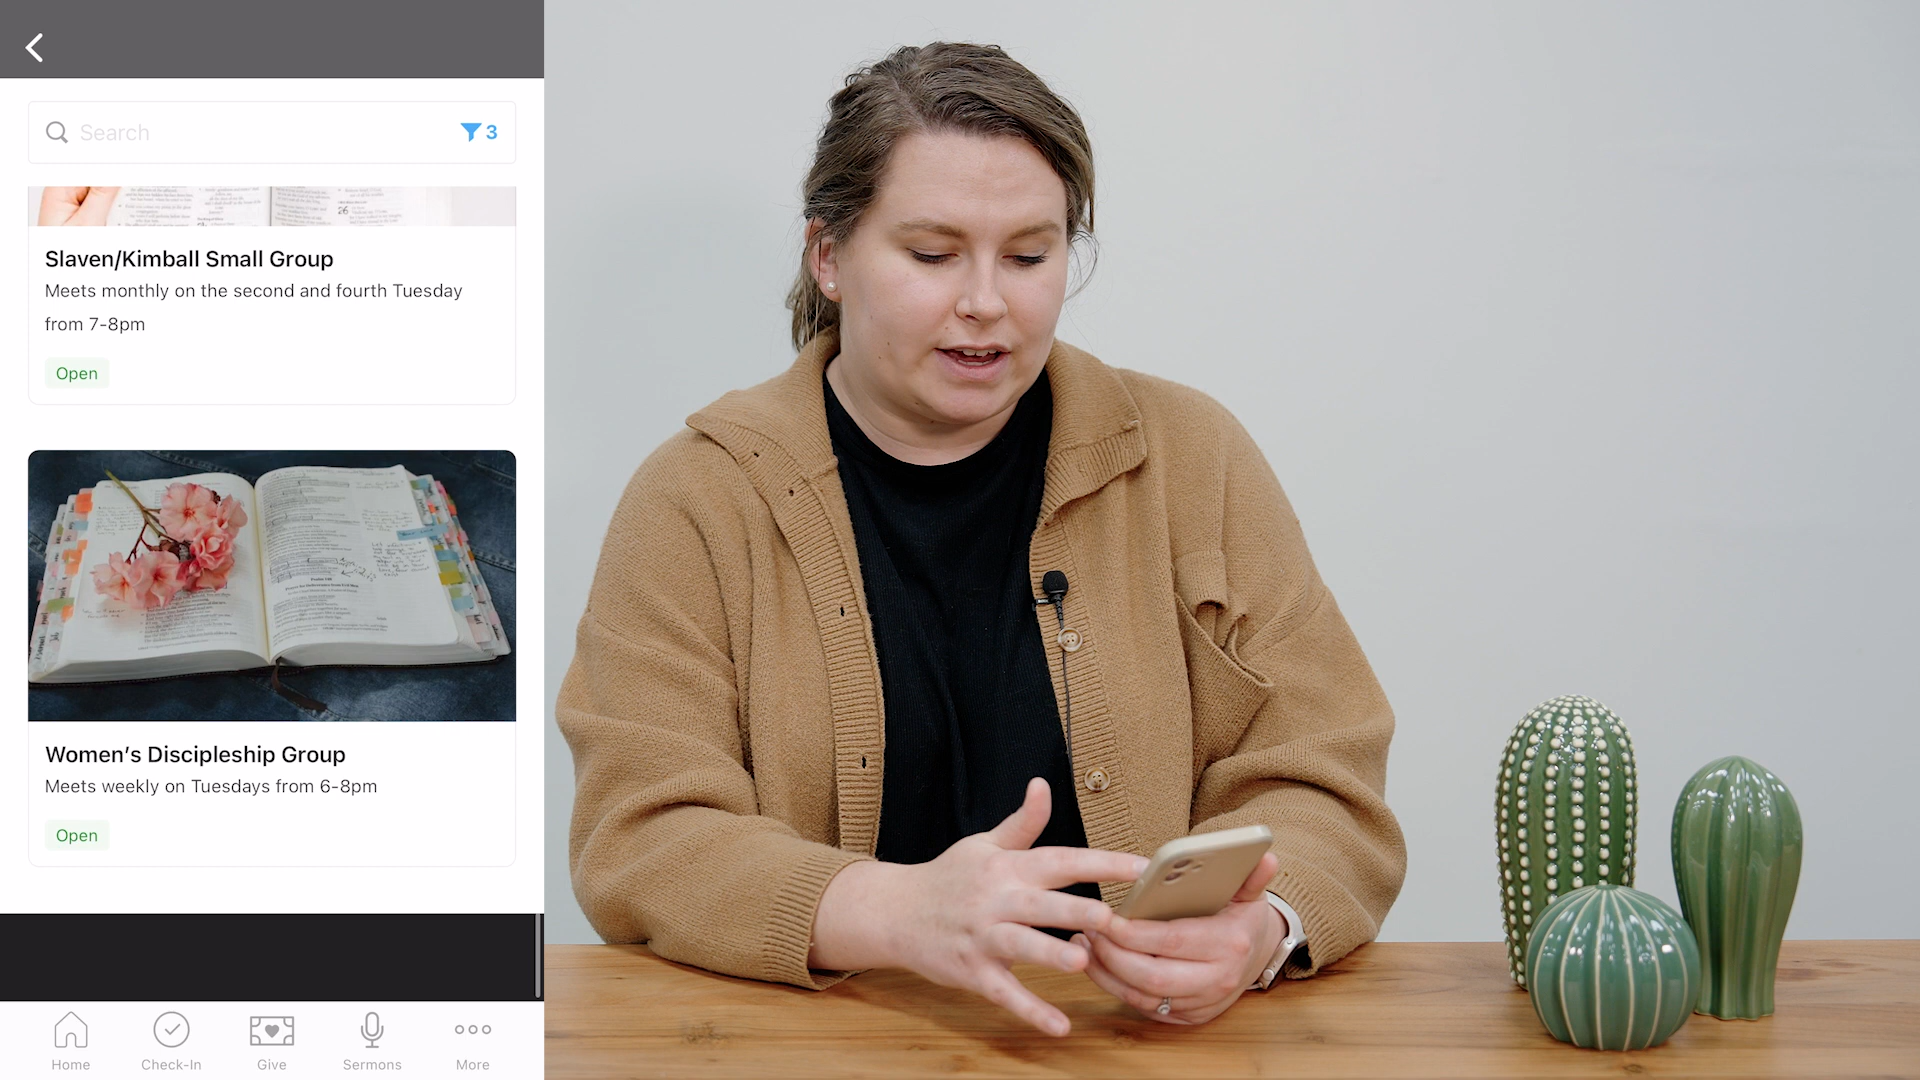 Search
3
26
Slaven/Kimball Small Group
Meets monthly on the second and fourth Tuesday
from 7-8pm
Open
Women's Discipleship Group
Meets weekly on Tuesdays from 6-8pm
Open
Home
Check-In
Give
Sermons
More